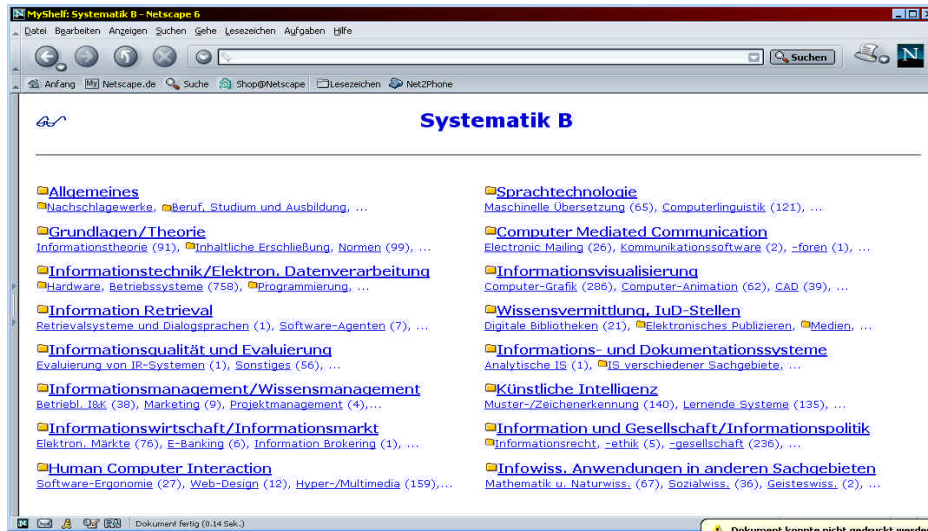 MyShelf: Systematik B - Netscape 6
Datei Bearbeiten Anzeigen Suchen Gehe Lesezeichen Aufgaben Hilfe
Suchen
N
Anfang My Netscape.de Suche Shop@Netscape Lesezeichen Net2Phone
Systematik B
Allgemeines
Nachschlagewerke, Beruf, Studium und Ausbildung, ...
Grundlagen/Theorie
Informationstheorie (91), Inhaltliche Erschließung, Normen (99), ...
Informationstechnik/Elektron. Datenverarbeitung
Hardware, Betriebssysteme (758), Programmierung, ...
Information Retrieval
Retrievalsysteme und Dialogsprachen (1), Software-Agenten (7), ...
Informationsqualität und Evaluierung
Evaluierung von IR-Systemen (1), Sonstiges (56), ...
Informationsmanagement/Wissensmanagement
Betriebl. I&K (38), Marketing (9), Projektmanagement (4),...
Informationswirtschaft/Informationsmarkt
Elektron. Märkte (76), E-Banking (6), Information Brokering (1), ...
Human Computer Interaction
Software-Ergonomie (27), Web-Design (12), Hyper-/Multimedia (159),...
Sprachtechnologie
Maschinelle Übersetzung (65), Computerlinguistik (121), ...
Computer Mediated Communication
Electronic Mailing (26), Kommunikationssoftware (2), -foren (1), ...
Informationsvisualisierung
Computer-Grafik (286), Computer-Animation (62), CAD (39), ...
Wissensvermittlung, IuD-Stellen
Digitale Bibliotheken (21), Elektronisches Publizieren, Medien, ...
Informations- und Dokumentationssysteme
Analytische IS (1), IS verschiedener Sachgebiete, ...
Künstliche Intelligenz
Muster-/Zeichenerkennung (140), Lernende Systeme (135), ...
Information und Gesellschaft/Informationspolitik
Informationsrecht, -ethik (5), -gesellschaft (236), ...
Infowiss. Anwendungen in anderen Sachgebieten
Mathematik u. Naturwiss. (67), Sozialwiss. (36), Geisteswiss. (2), ...
Dokument fertig (0.14 Sek.)
Dokument konnte nicht gedruckt werden